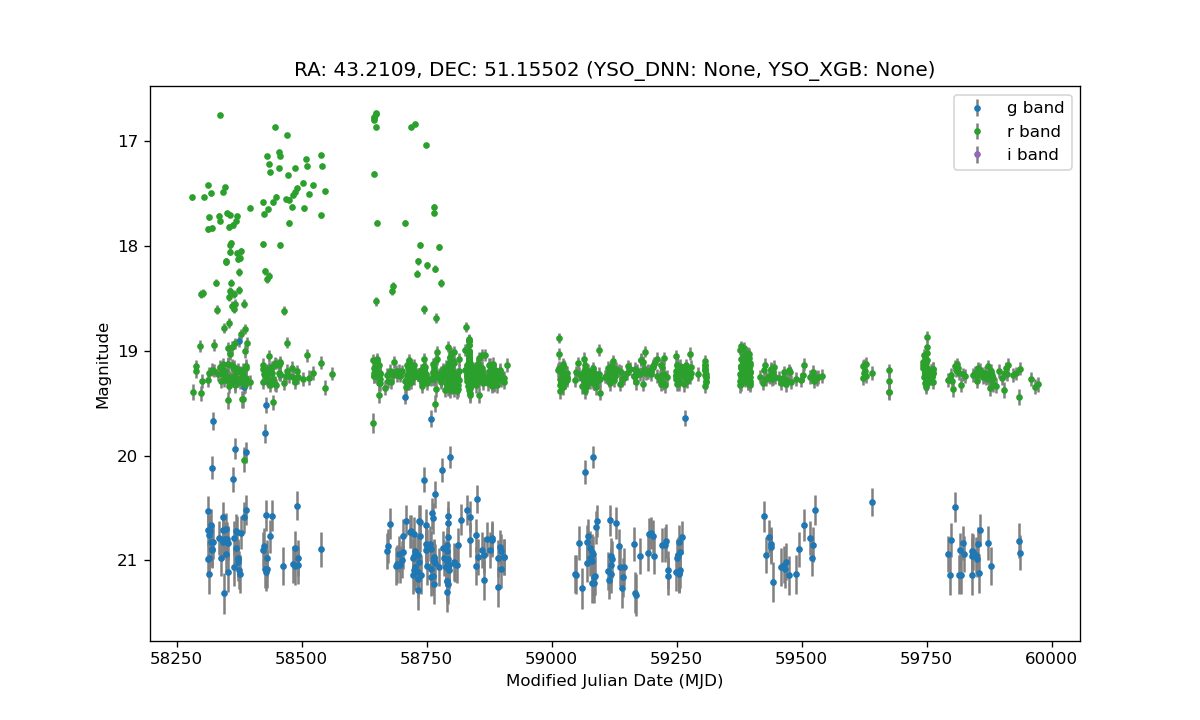 RA: 43.2109, DEC: 51.15502 (YSO_DNN: None, YSO_XGB: None)
g band
r band
i band
17
18
19
20
21
Magnitude
58250 58500 58750 59000 59250 59500 59750 60000
Modified Julian Date (MJD)